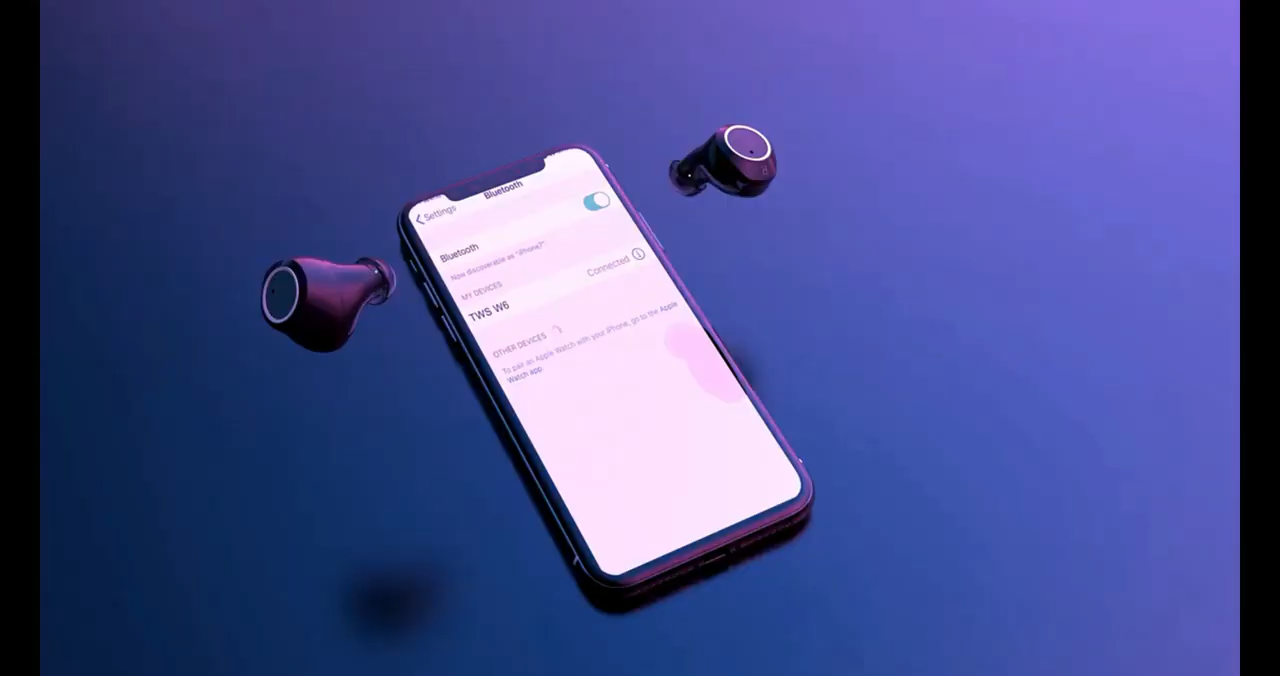 Bluetooth
Settings
Bluetooth
Now discoverable as "iPhone7".
MY DEVICES
TWS W6
Connected
OTHER DEVICES
To pair an Apple Watch with your iPhone, go to the Apple
Watch app.